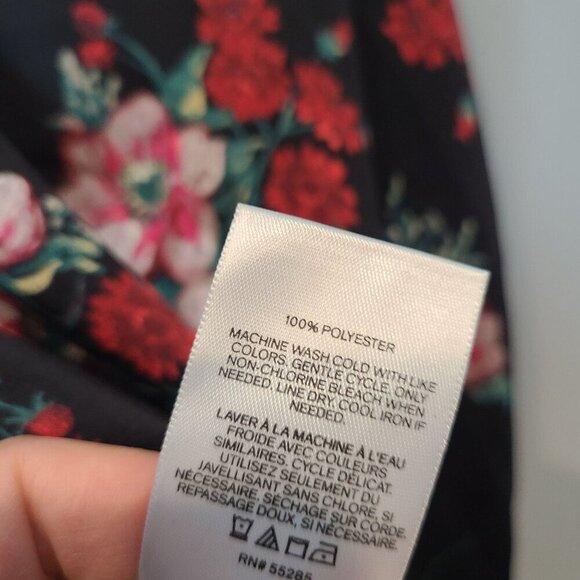 100% POLYESTER
MACHINE WASH COLD WITH LIKE
COLORS. GENTLE CYCLE. ONLY
NON-CHLORINE BLEACH WHEN
NEEDED. LINE DRY. COOL IRON IF
NEEDED.
LAVER À LA MACHINE À L'EAU
FROIDE AVEC COULEURS
SIMILAIRES. CYCLE DÉLICAT.
UTILISEZ SEULEMENT DU
JAVELLISANT SANS CHLORE, SI
NÉCESSAIRE. SÉCHAGE SUR CORDE.
REPASSAGE DOUX, SI NÉCESSAIRE.
RN# 55285